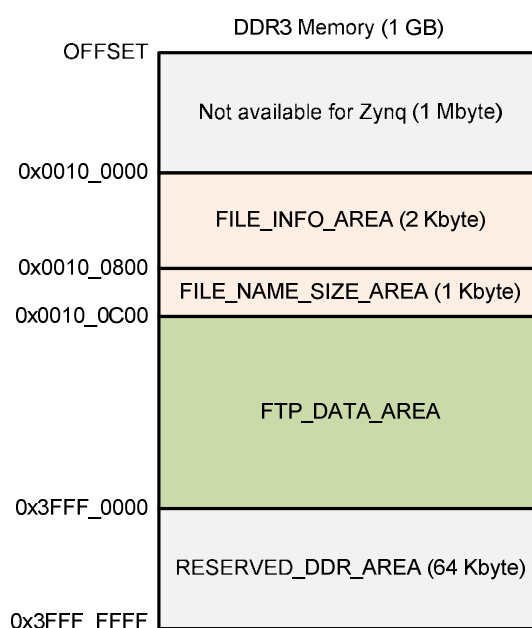 DDR3 Memory (1 GB)
OFFSET
Not available for Zynq (1 Mbyte)
0x0010_0000
FILE_INFO_AREA (2 Kbyte)
0x0010_0800
FILE_NAME_SIZE_AREA (1 Kbyte)
0x0010_0C00
FTP_DATA_AREA
0x3FFF_0000
RESERVED_DDR_AREA (64 Kbyte)
0x3FFF_FFFF